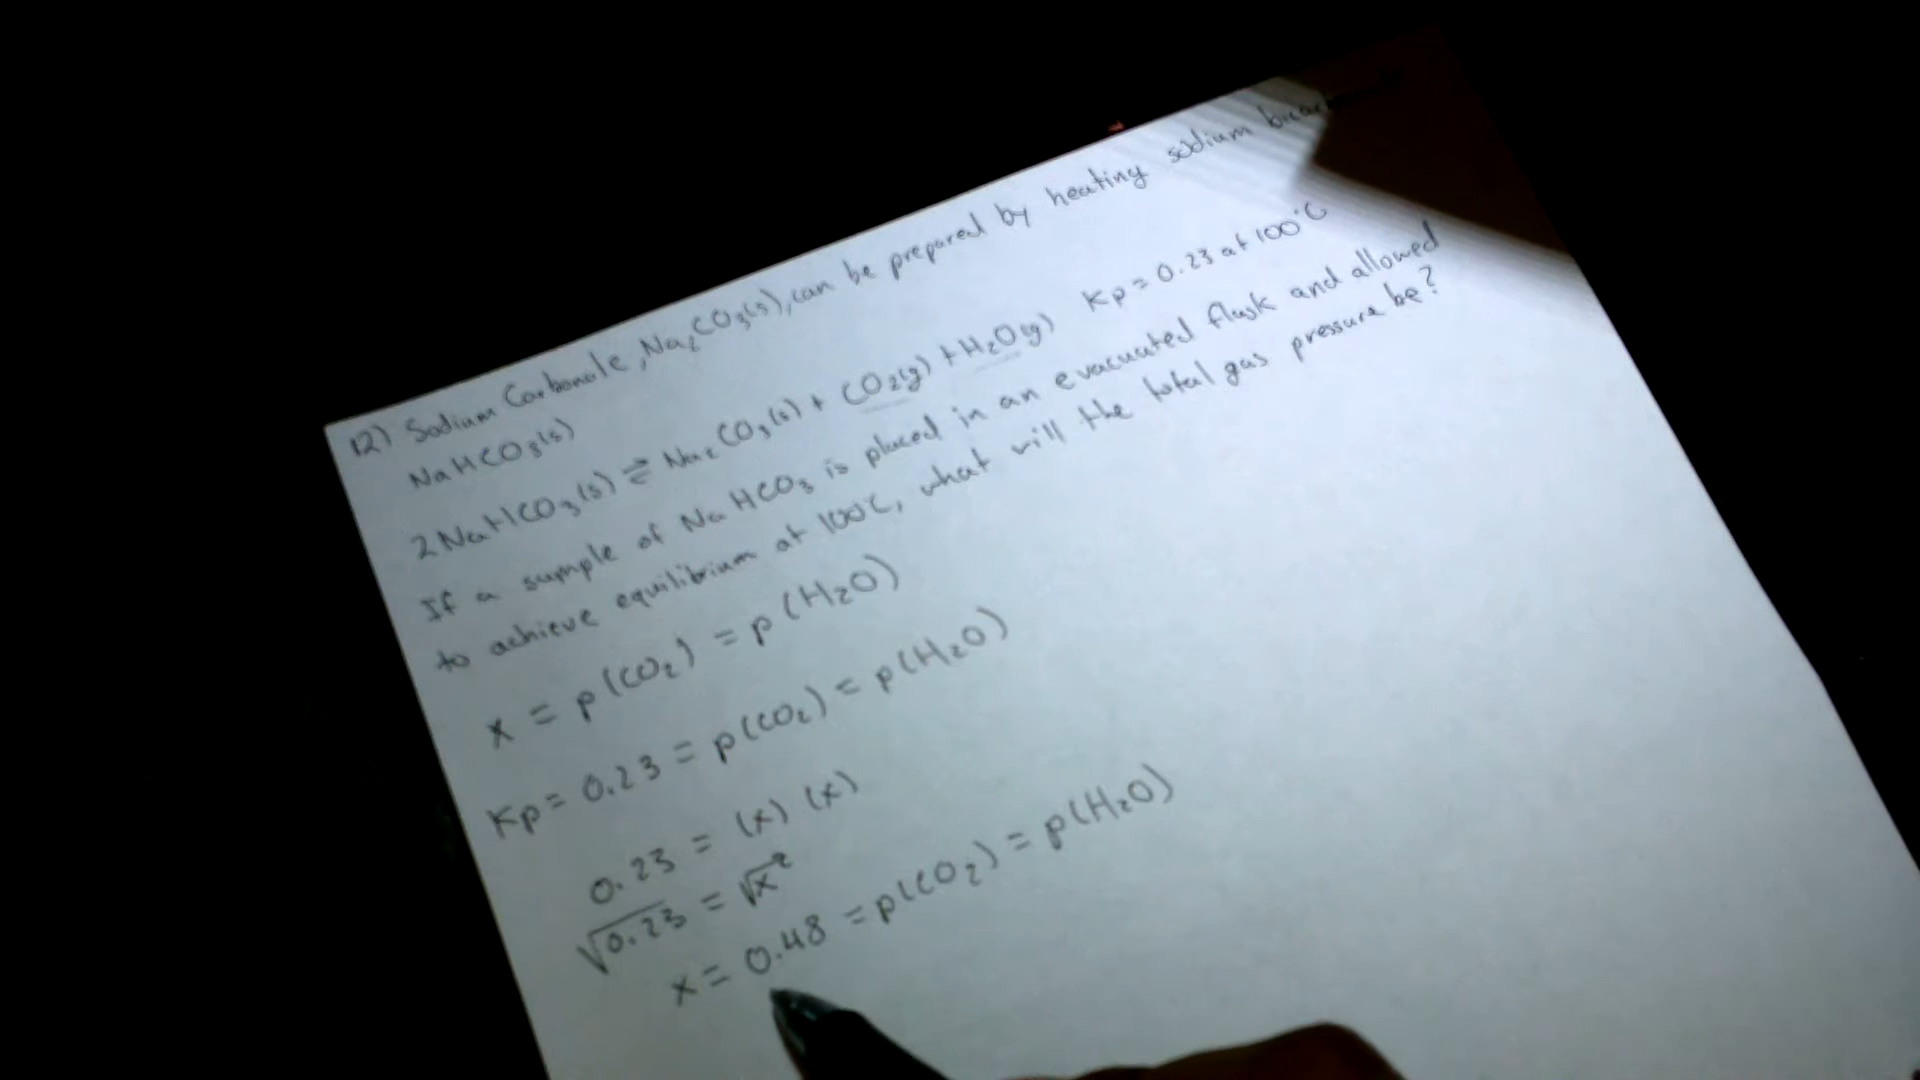 12) Sodium Carbonate, Na₂CO₃(s), can be prepared by heating sodium
NaHCO₃(s)
2NaHCO₃(s) ⇌ Na₂CO₃(s) + CO₂(g) + H₂O(g) Kp = 0.23 at 100°C
If a sample of NaHCO₃ is placed in an evacuated flask and allowed
to achieve equilibrium at 100°C, what will the total gas pressure be?
x = p(CO₂) = p(H₂O)
Kp = 0.23 = p(CO₂) = p(H₂O)
0.23 = (x) (x)
√0.23 = √x²
x = 0.48 = p(CO₂) = p(H₂O)